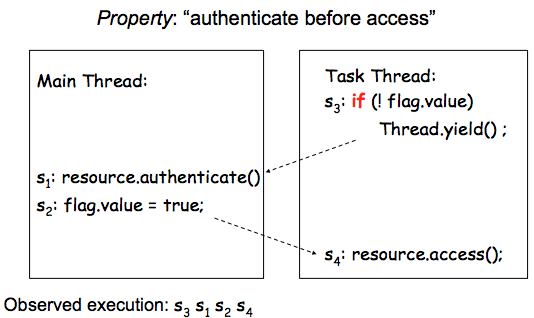 Property: “authenticate before access”
Main Thread:
s1: resource.authenticate()
s2: flag.value = true;
Task Thread:
s3: if (! flag.value)
Thread.yield() ;
s4: resource.access();
Observed execution: s3 s1 s2 s4